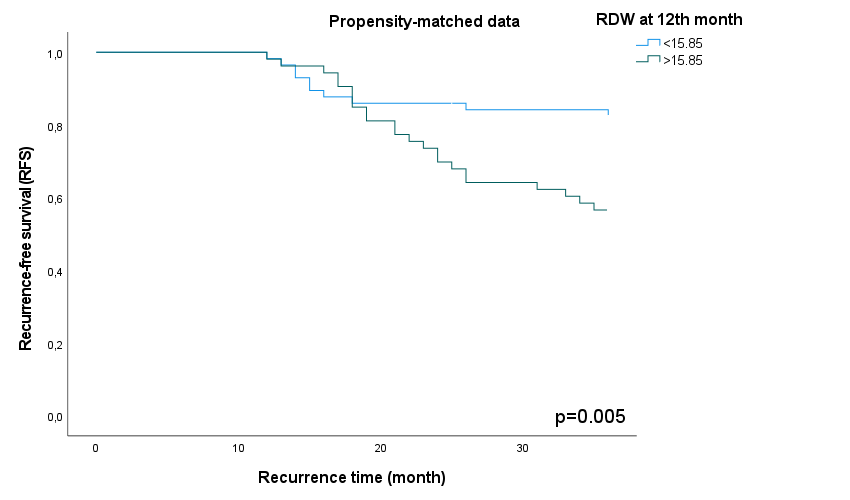 Propensity-matched data
RDW at 12th month
<15.85
>15.85
1,0
0,8
0,6
0,4
0,2
0,0
Recurrence-free survival (RFS)
p=0.005
0
10
20
30
Recurrence time (month)